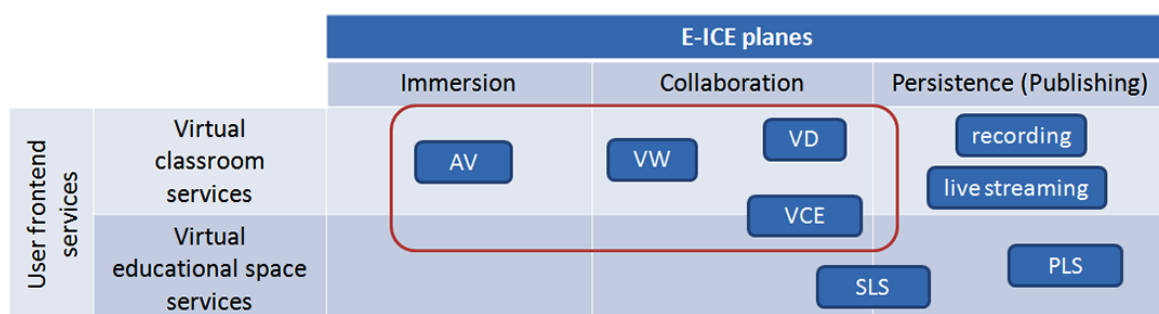 E-ICE planes
Immersion
Collaboration
Persistence (Publishing)
User frontend
services
Virtual
classroom
services
AV
VW
VD
VCE
recording
live streaming
Virtual
educational space
services
SLS
PLS